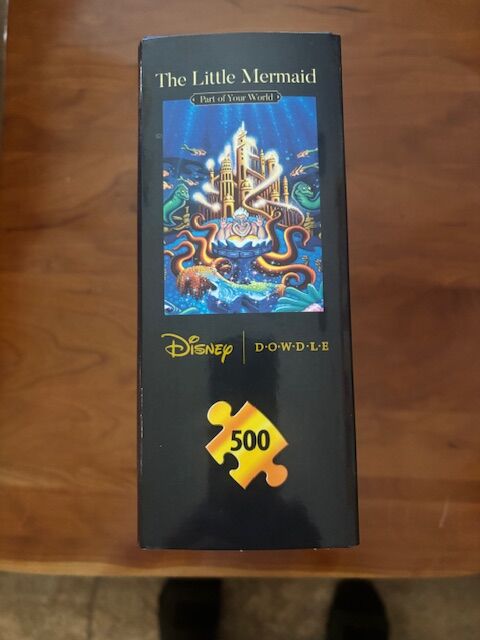 The Little Mermaid
Part of Your World
Disney | D·O·W·D·L·E
500